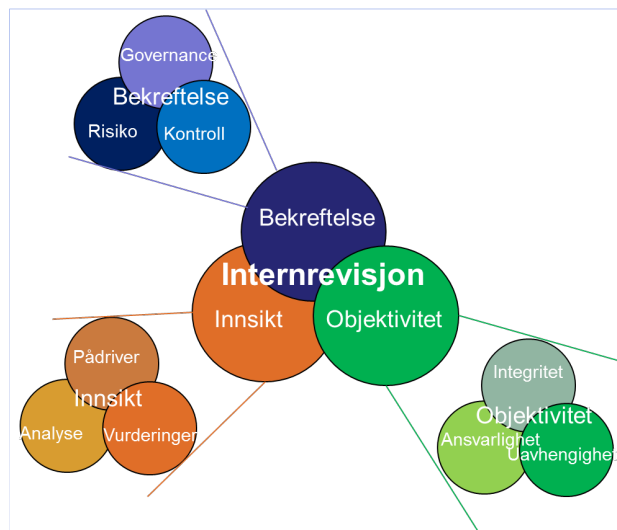 Governance
Bekreftelse
Risiko
Kontroll
Bekreftelse
Internrevisjon
Innsikt
Objektivitet
Pådriver
Innsikt
Analyse
Vurderinger
Integritet
Objektivitet
Ansvarlighet
Uavhengighet